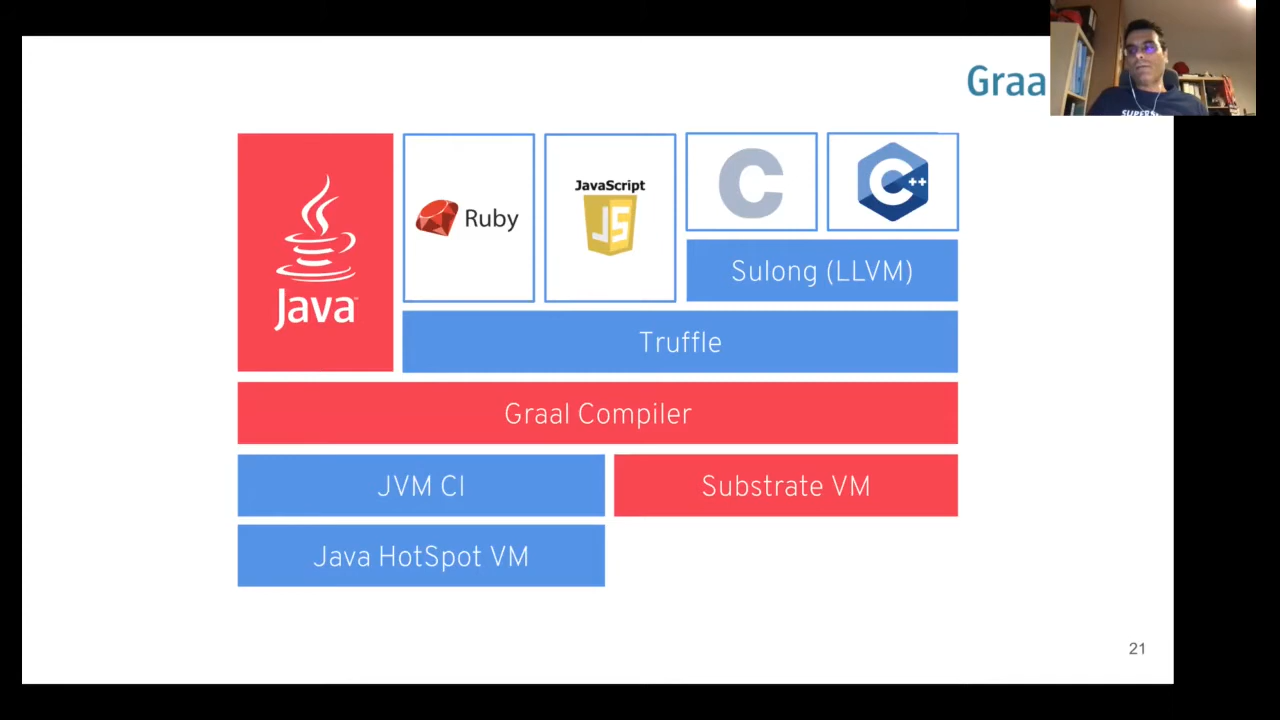 Graa
Java
Ruby
JavaScript
JS
C
C++
Sulong (LLVM)
Truffle
Graal Compiler
JVM CI
Substrate VM
Java HotSpot VM
21